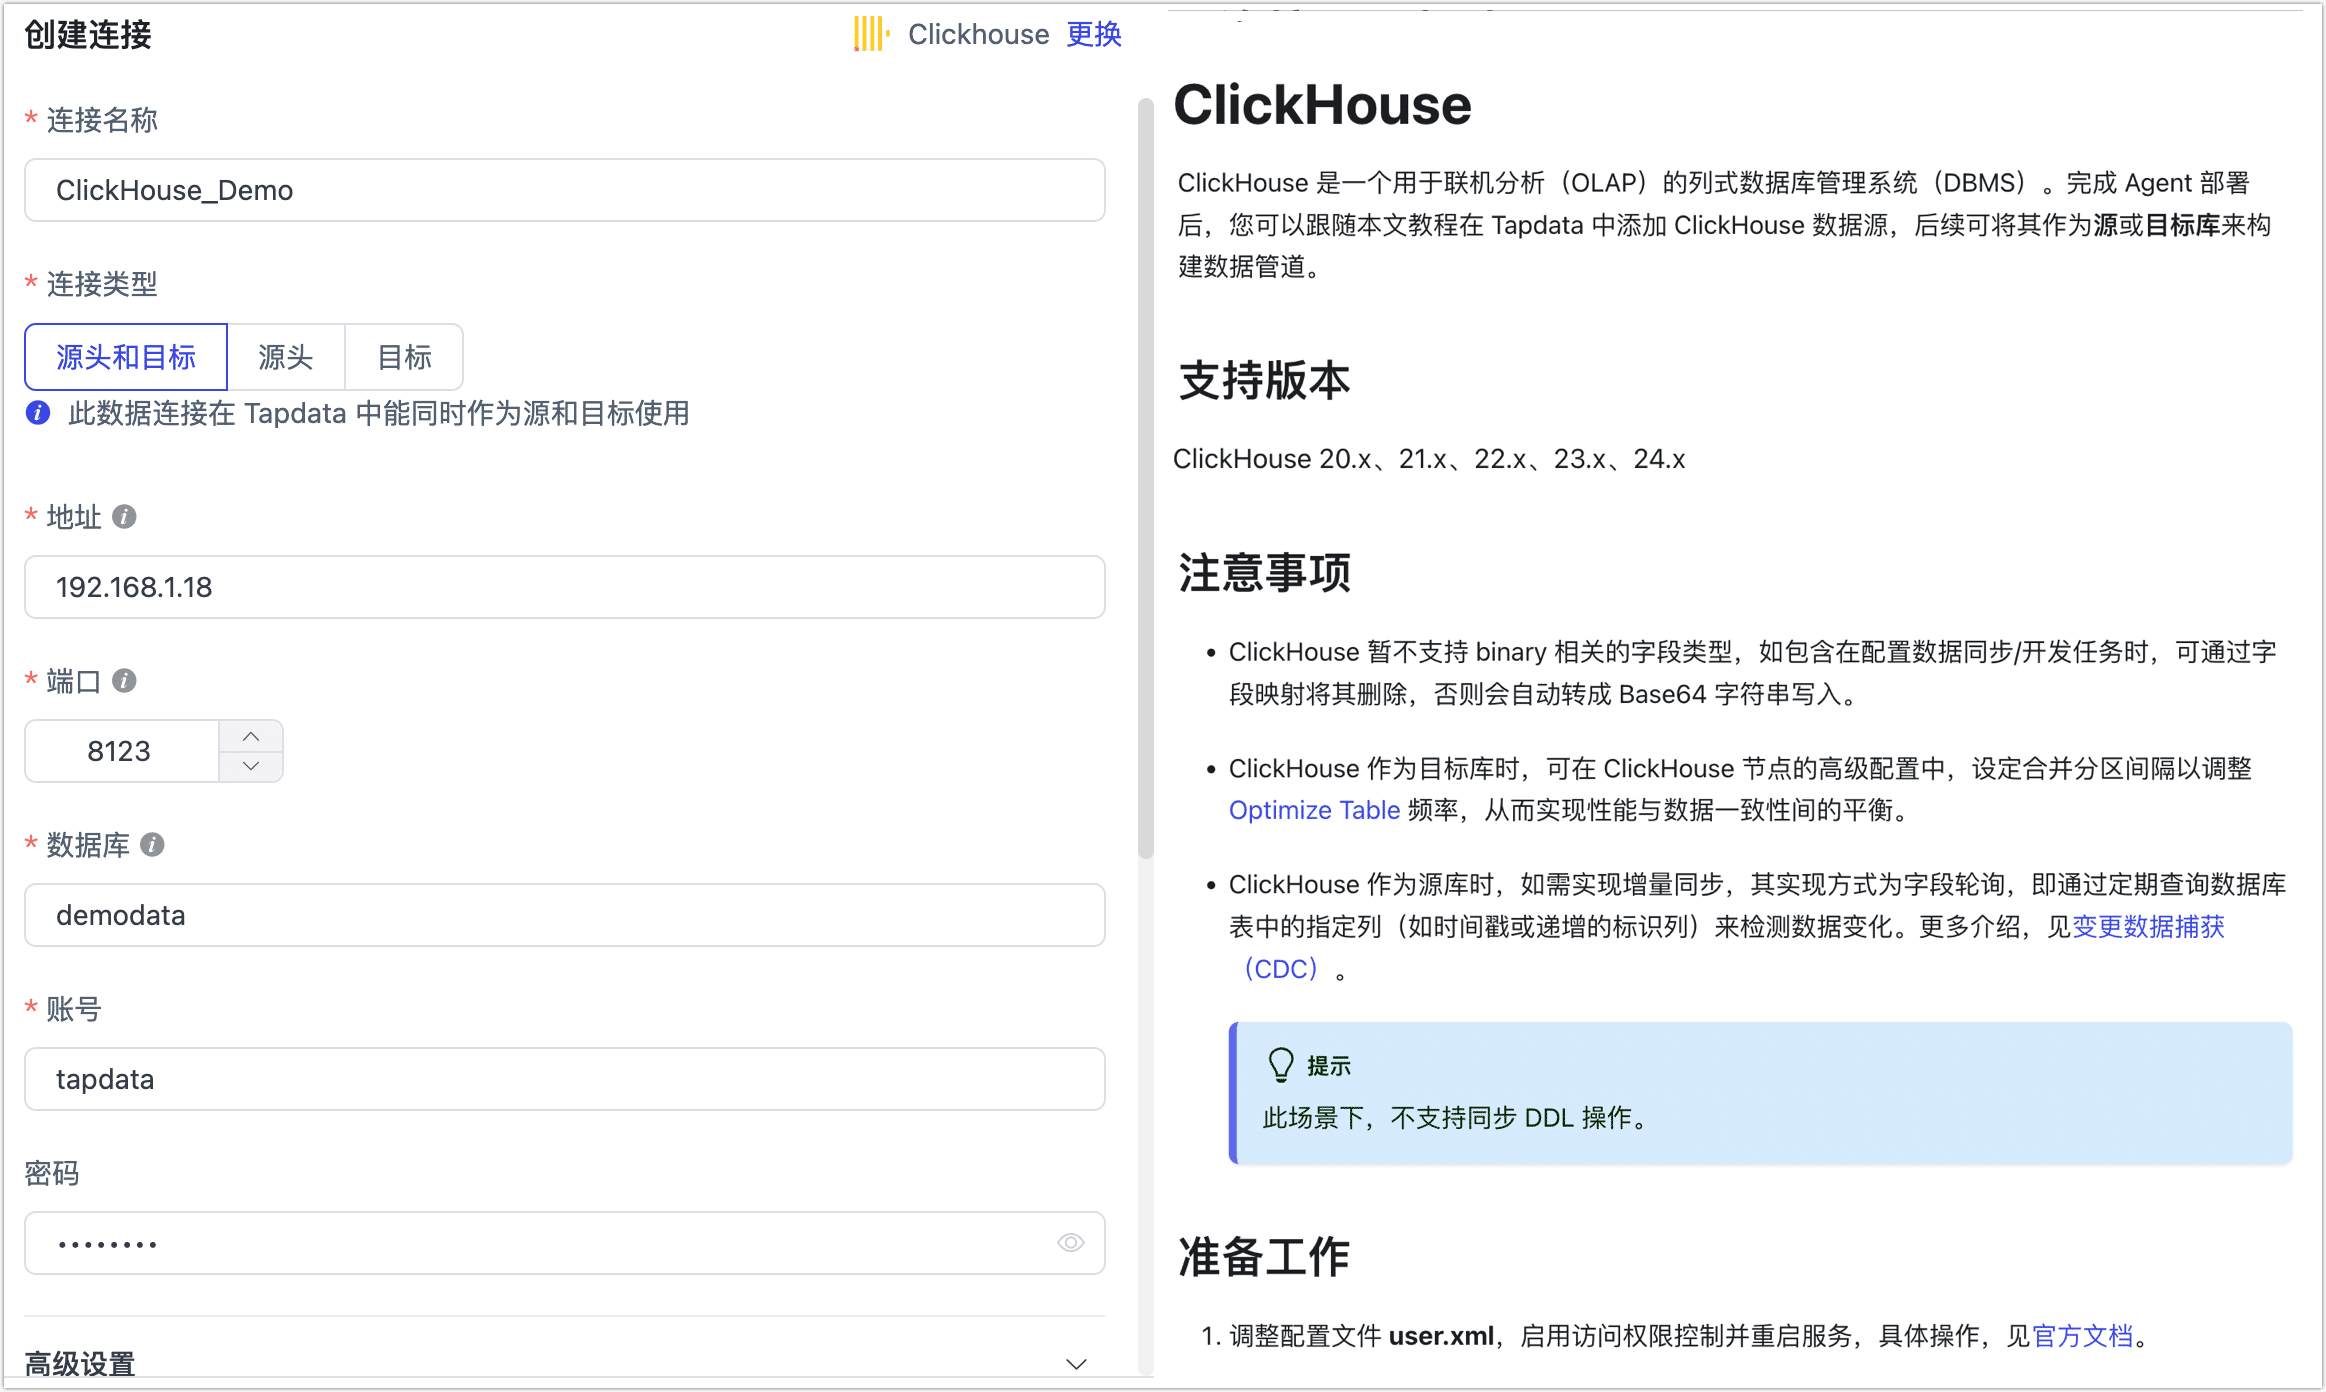 创建连接
Clickhouse 更换
* 连接名称
ClickHouse_Demo
* 连接类型
源头和目标 源头 目标
此数据连接在 Tapdata 中能同时作为源和目标使用
* 地址
192.168.1.18
* 端口
8123
* 数据库
demodata
* 账号
tapdata
密码
••••••••
高级设置
ClickHouse
ClickHouse 是一个用于联机分析（OLAP）的列式数据库管理系统（DBMS）。完成 Agent 部署
后，您可以跟随本文教程在 Tapdata 中添加 ClickHouse 数据源，后续可将其作为源或目标库来构
建数据管道。
支持版本
ClickHouse 20.x、21.x、22.x、23.x、24.x
注意事项
• ClickHouse 暂不支持 binary 相关的字段类型，如包含在配置数据同步/开发任务时，可通过字
段映射将其删除，否则会自动转成 Base64 字符串写入。
• ClickHouse 作为目标库时，可在 ClickHouse 节点的高级配置中，设定合并分区间隔以调整
Optimize Table 频率，从而实现性能与数据一致性间的平衡。
• ClickHouse 作为源库时，如需实现增量同步，其实现方式为字段轮询，即通过定期查询数据库
表中的指定列（如时间戳或递增的标识列）来检测数据变化。更多介绍，见变更数据捕获
（CDC）。
提示
此场景下，不支持同步 DDL 操作。
准备工作
1. 调整配置文件 user.xml，启用访问权限控制并重启服务，具体操作，见官方文档。